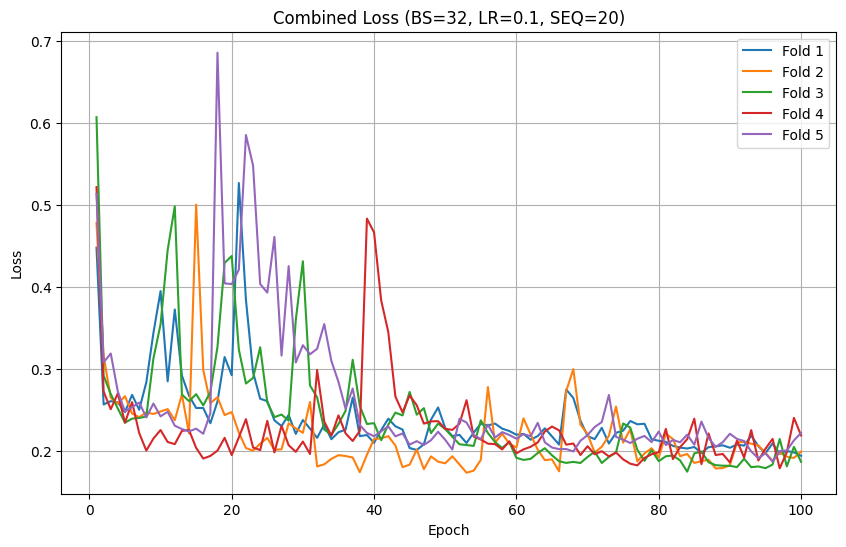 Combined Loss (BS=32, LR=0.1, SEQ=20)
Loss
0.7
0.6
0.5
0.4
0.3
0.2
0
20
40
60
80
100
Epoch
Fold 1
Fold 2
Fold 3
Fold 4
Fold 5